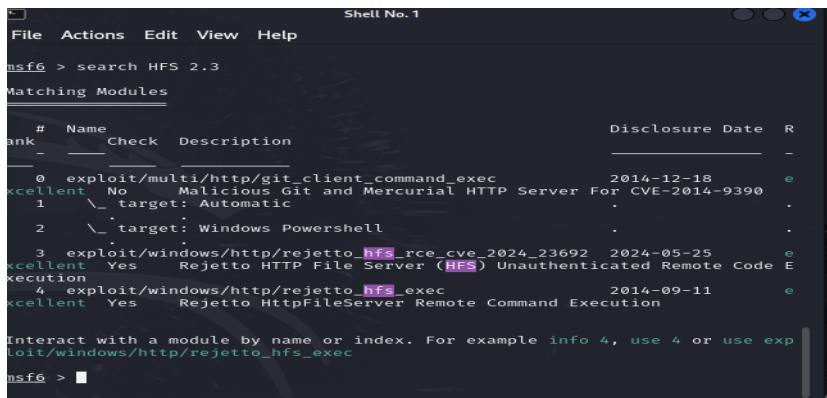 Shell No. 1
File Actions Edit View Help
msf6 > search HFS 2.3
Matching Modules
================
# Name Disclosure Date R
ank Check Description
- ____ _______________ _
___ _____ ___________
0 exploit/multi/http/git_client_command_exec 2014-12-18 e
xcellent No Malicious Git and Mercurial HTTP Server For CVE-2014-9390
1 \_ target: Automatic . .
. .
2 \_ target: Windows Powershell . .
. .
3 exploit/windows/http/rejetto_hfs_rce_cve_2024_23692 2024-05-25 e
xcellent Yes Rejetto HTTP File Server (HFS) Unauthenticated Remote Code E
xecution
4 exploit/windows/http/rejetto_hfs_exec 2014-09-11 e
xcellent Yes Rejetto HttpFileServer Remote Command Execution
Interact with a module by name or index. For example info 4, use 4 or use exp
loit/windows/http/rejetto_hfs_exec
msf6 >